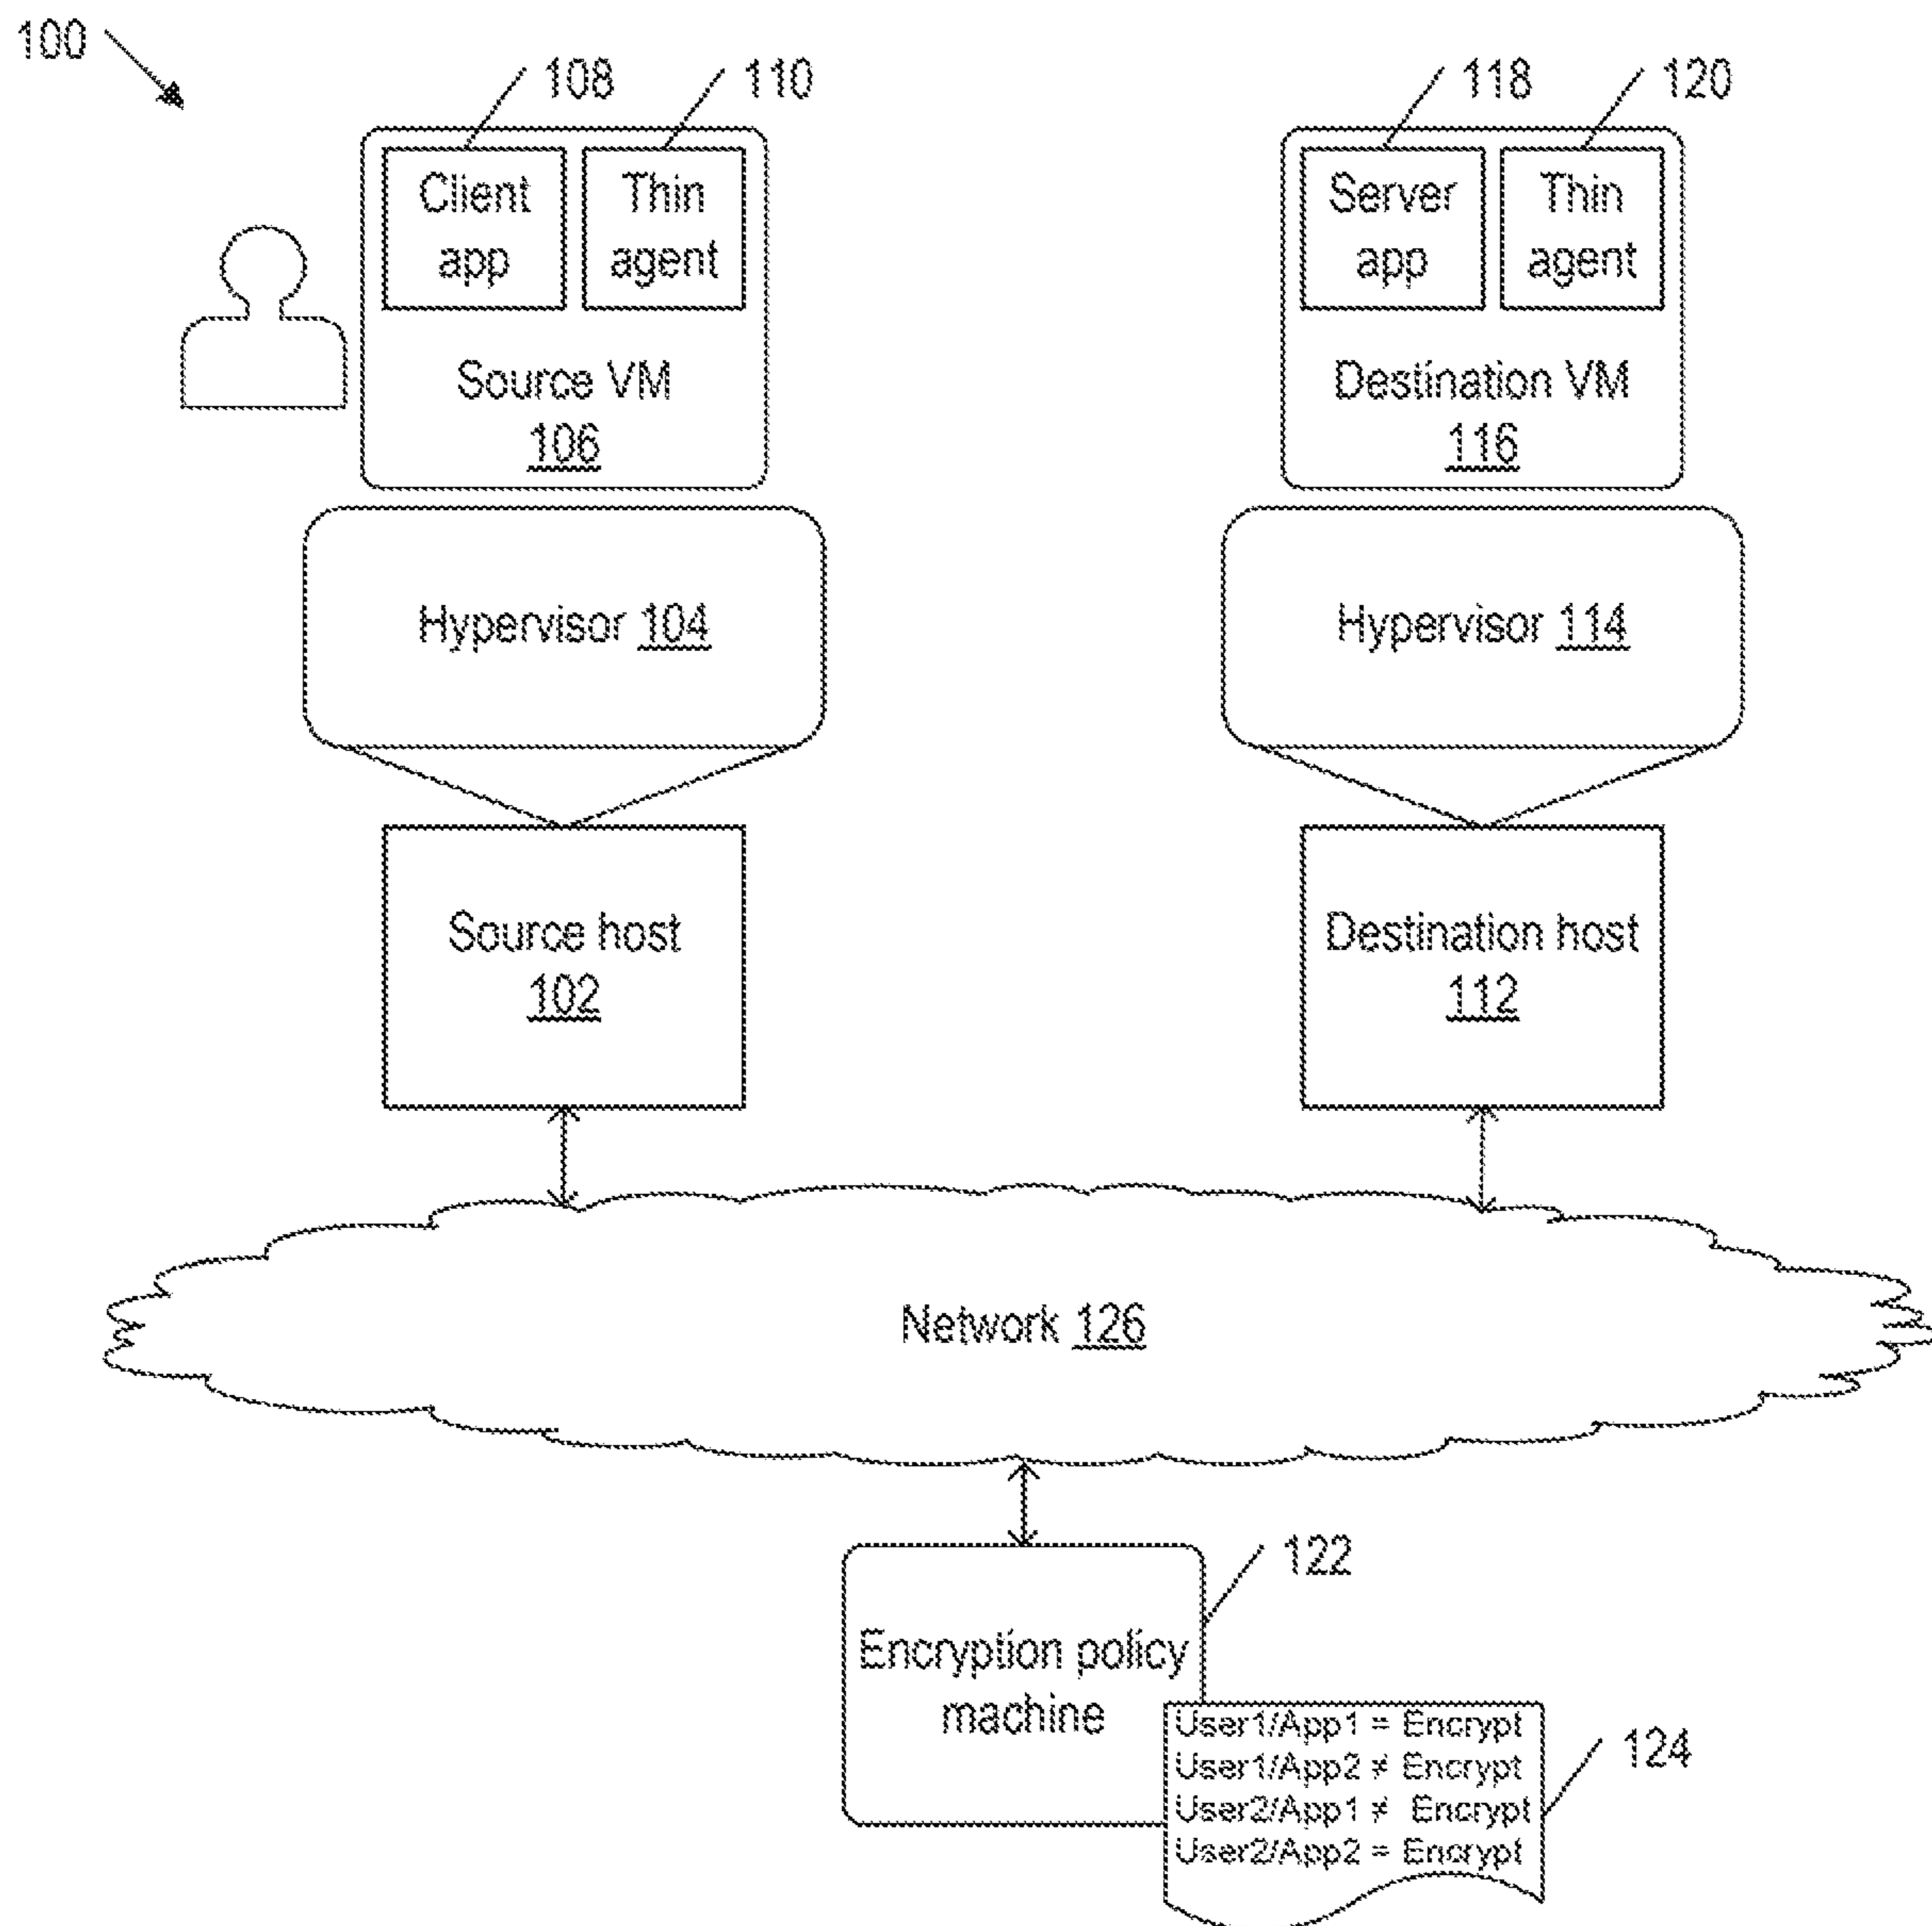 100
108
110
118
120
Client
app
Thin
agent
Source VM
106
Server
app
Thin
agent
Destination VM
116
Hypervisor 104
Hypervisor 114
Source host
102
Destination host
112
Network 126
122
Encryption policy
machine
User1/App1 = Encrypt
User1/App2 ≠ Encrypt
User2/App1 ≠ Encrypt
User2/App2 = Encrypt
124